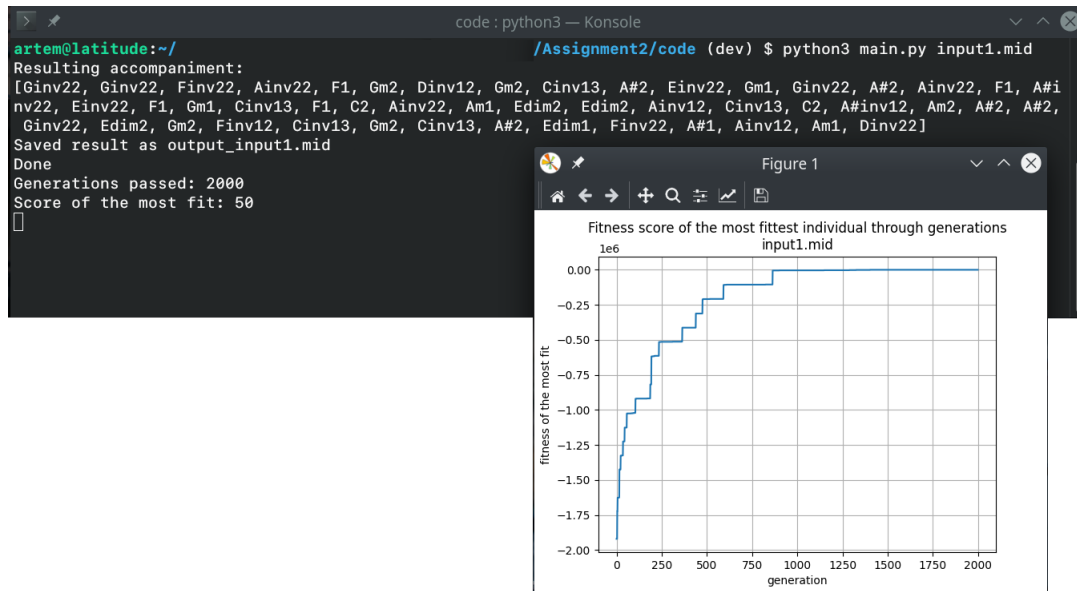 code : python3 — Konsole
artem@latitude:~/ /Assignment2/code (dev) $ python3 main.py input1.mid
Resulting accompaniment:
[Ginv22, Ginv22, Finv22, Ainv22, F1, Gm2, Dinv12, Gm2, Cinv13, A#2, Einv22, Gm1, Ginv22, A#2, Ainv22, F1, A#i
nv22, Einv22, F1, Gm1, Cinv13, F1, C2, Ainv22, Am1, Edim2, Edim2, Ainv12, Cinv13, C2, A#inv12, Am2, A#2, A#2,
Ginv22, Edim2, Gm2, Finv12, Cinv13, Gm2, Cinv13, A#2, Edim1, Finv22, A#1, Ainv12, Am1, Dinv22]
Saved result as output_input1.mid
Done
Generations passed: 2000
Score of the most fit: 50
Figure 1
Fitness score of the most fittest individual through generations
input1.mid
1e6
0.00
−0.25
−0.50
−0.75
−1.00
−1.25
−1.50
−1.75
−2.00
fitness of the most fit
0 250 500 750 1000 1250 1500 1750 2000
generation